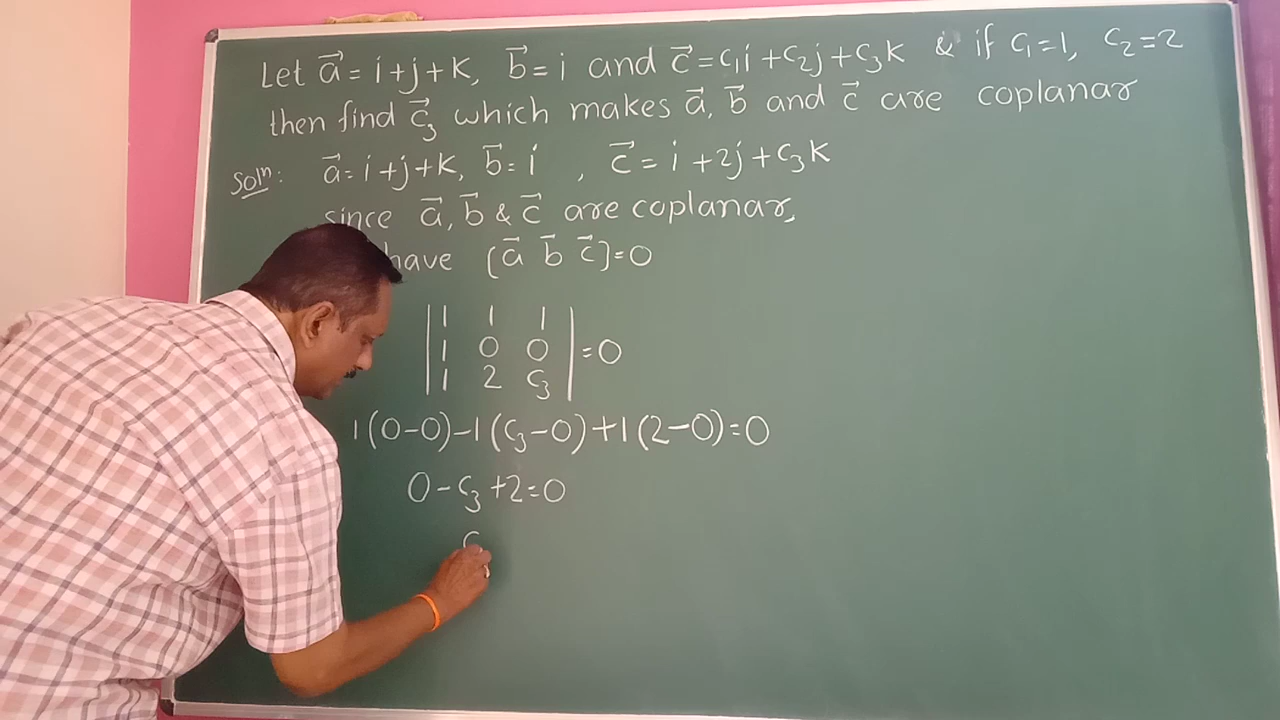 Let a⃗ = i+j+k, b⃗ = i and c⃗ = c₁i + c₂j + c₃k & if c₁=1, c₂=2
then find c⃗₃ which makes a⃗, b⃗ and c⃗ are coplanar
Soln: a⃗ = i+j+k, b⃗ = i , c⃗ = i + 2j + c₃k
since a⃗, b⃗ & c⃗ are coplanar,
have [a⃗ b⃗ c⃗] = 0
| 1 1 1 |
| 1 0 0 | = 0
| 1 2 c₃ |
1(0-0)-1(c₃-0)+1(2-0)=0
0-c₃+2=0
c